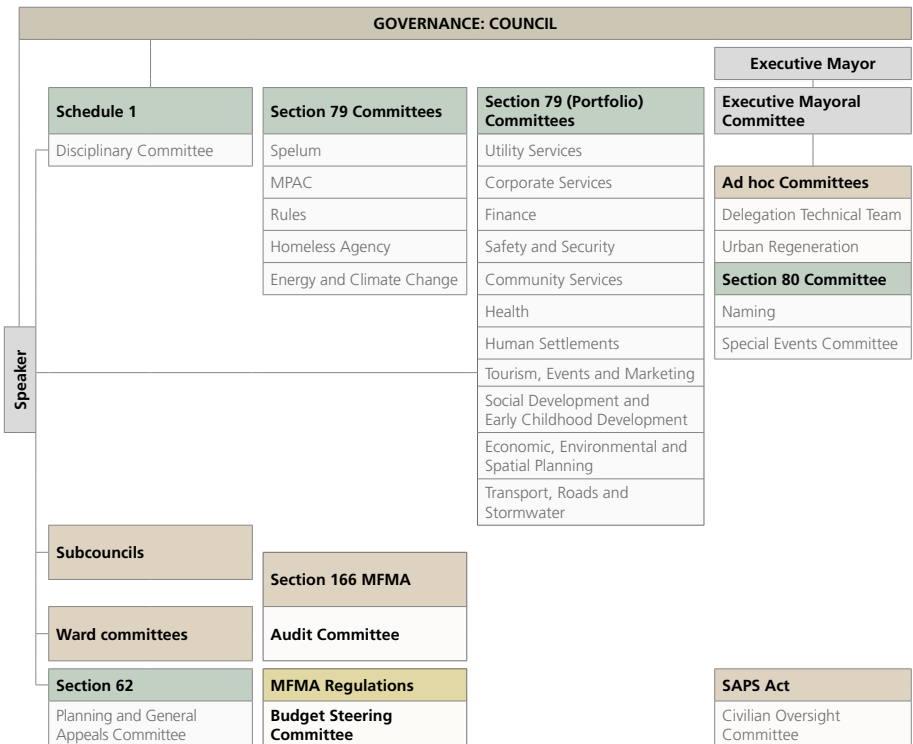 GOVERNANCE: COUNCIL
Executive Mayor
Schedule 1
Disciplinary Committee
Section 79 Committees
Spelum
MPAC
Rules
Homeless Agency
Energy and Climate Change
Section 79 (Portfolio)
Committees
Utility Services
Corporate Services
Finance
Safety and Security
Community Services
Health
Human Settlements
Tourism, Events and Marketing
Social Development and
Early Childhood Development
Economic, Environmental and
Spatial Planning
Transport, Roads and
Stormwater
Executive Mayoral
Committee
Ad hoc Committees
Delegation Technical Team
Urban Regeneration
Section 80 Committee
Naming
Special Events Committee
Speaker
Subcouncils
Ward committees
Section 62
Planning and General
Appeals Committee
Section 166 MFMA
Audit Committee
MFMA Regulations
Budget Steering
Committee
SAPS Act
Civilian Oversight
Committee